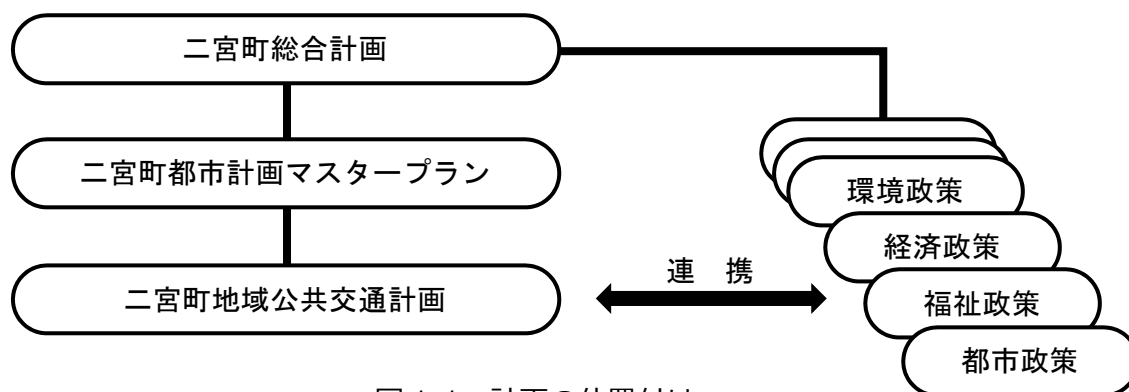 二宮町総合計画
二宮町都市計画マスタープラン
環境政策
経済政策
連 携
二宮町地域公共交通計画
福祉政策
都市政策